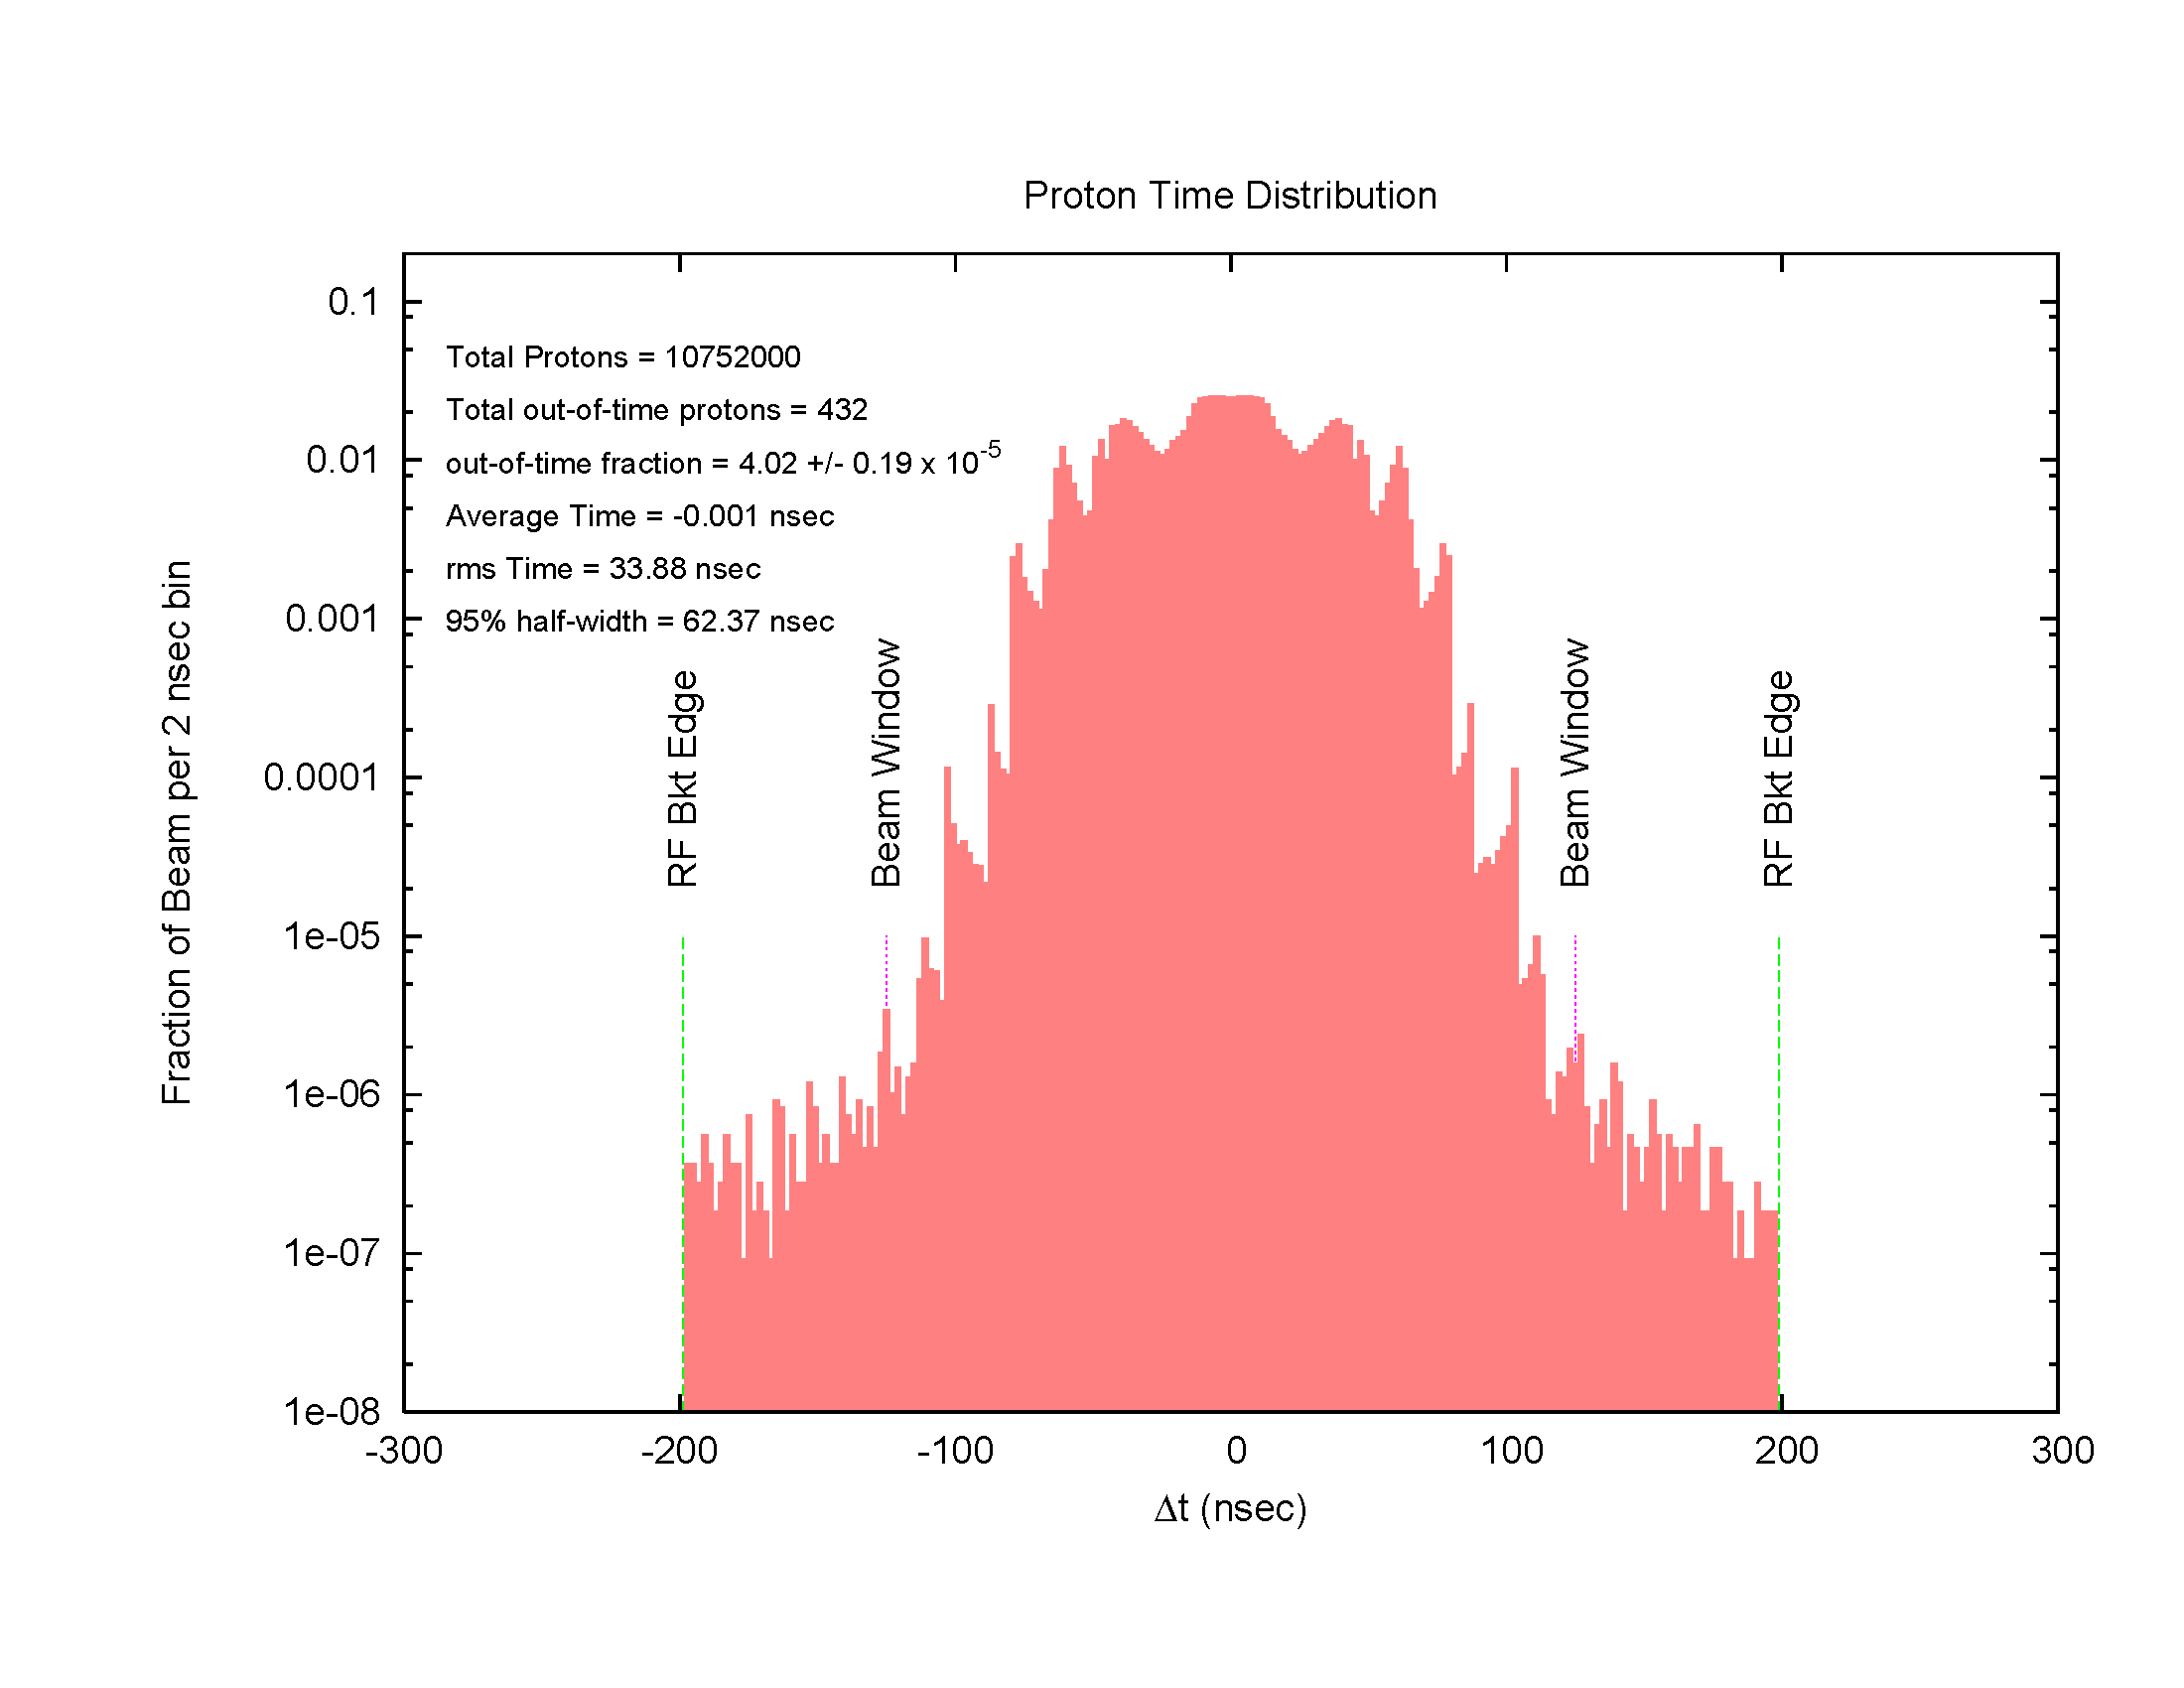 Proton Time Distribution
0.1
0.01
0.001
0.0001
1e-05
1e-06
1e-07
1e-08
Fraction of Beam per 2 nsec bin
Total Protons = 10752000
Total out-of-time protons = 432
out-of-time fraction = 4.02 +/- 0.19 x 10^-5
Average Time = -0.001 nsec
rms Time = 33.88 nsec
95% half-width = 62.37 nsec
RF Bkt Edge
Beam Window
Beam Window
RF Bkt Edge
-300 -200 -100 0 100 200 300
Δt (nsec)